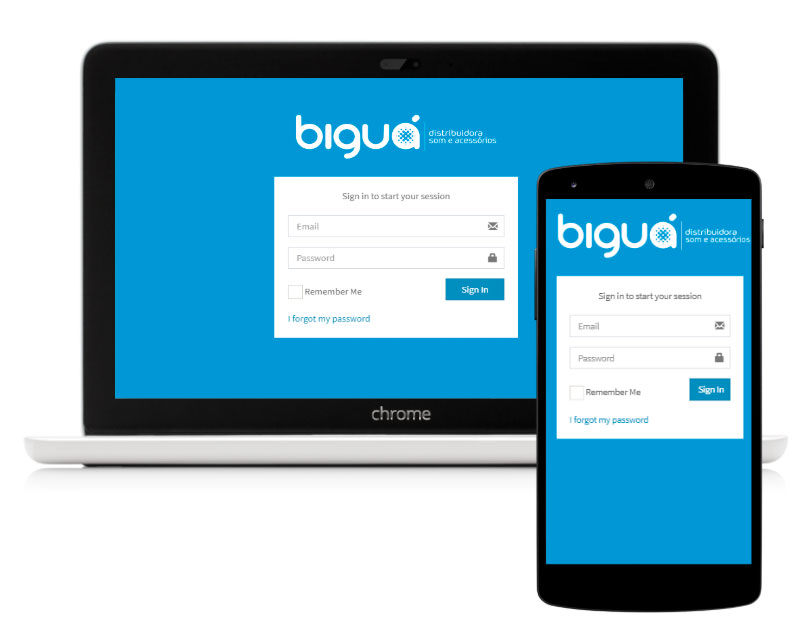 biguá
distribuidora
som e acessórios
Sign in to start your session
Email
Password
Remember Me
Sign In
I forgot my password
chrome
biguá
distribuidora
som e acessórios
Sign in to start your session
Email
Password
Remember Me
Sign In
I forgot my password